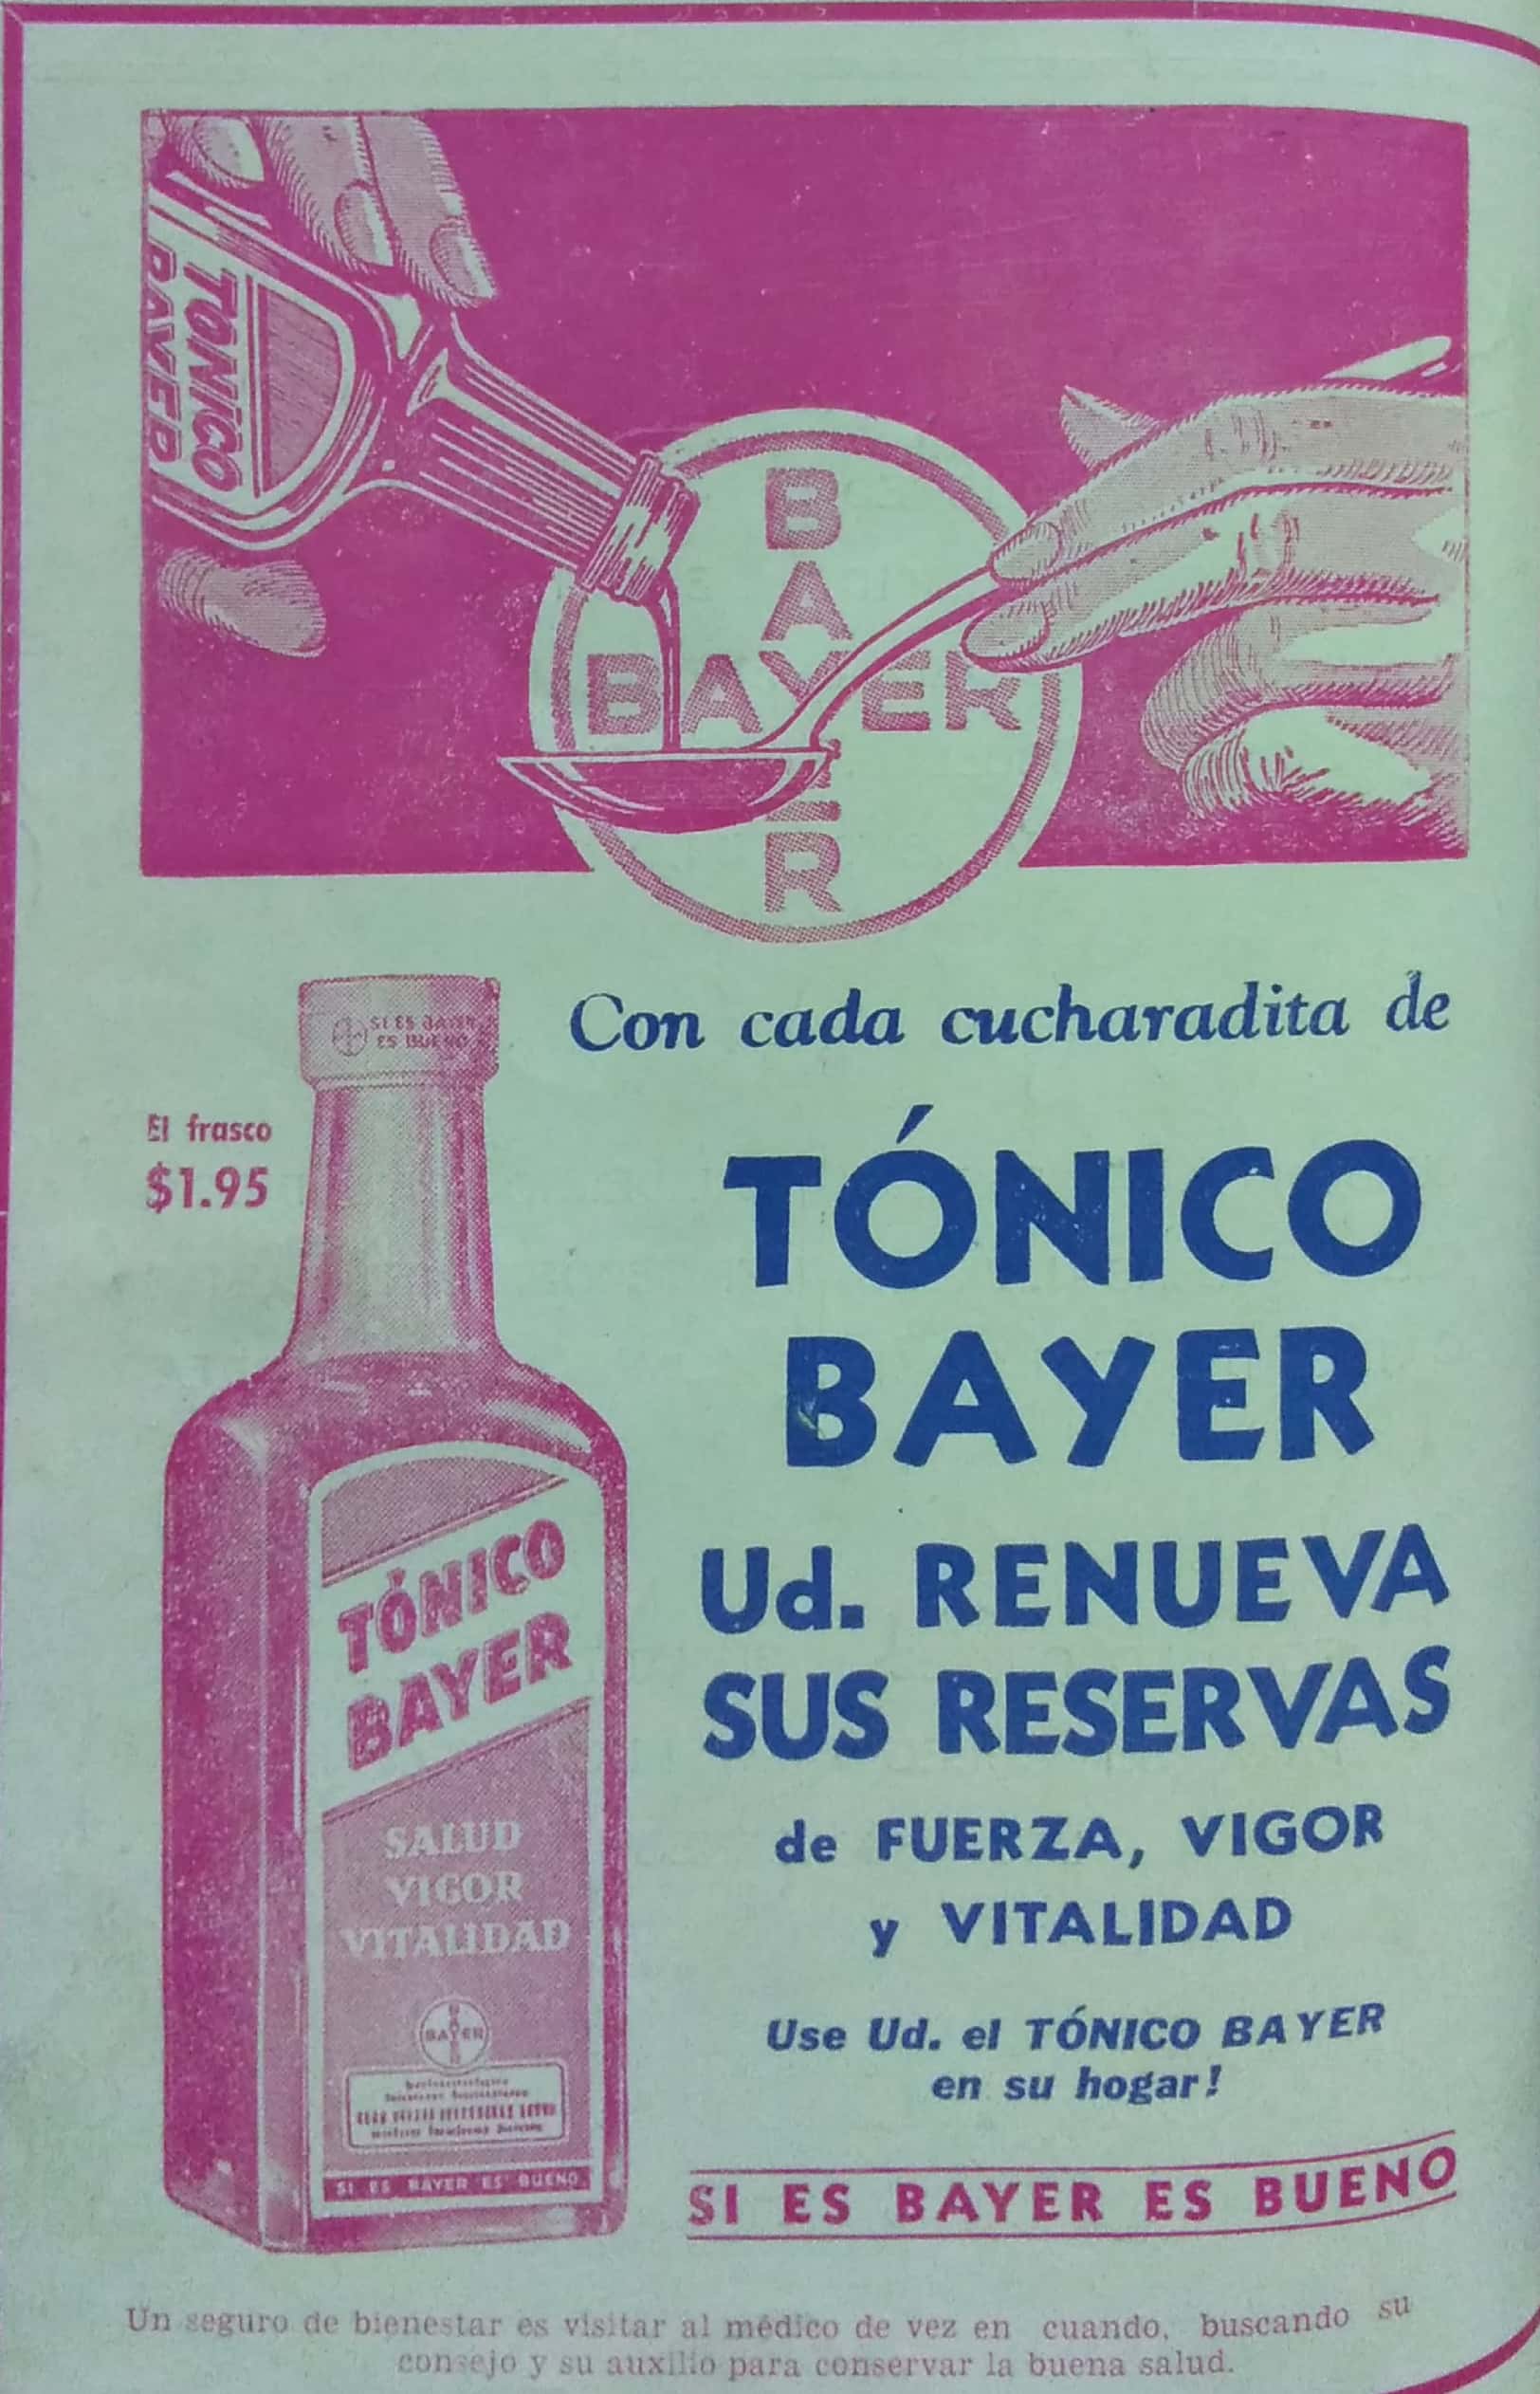 TONICO
BAYER
BAYER
BAYER
SI ES BAYER
ES BUENO
Con cada cucharadita de
El frasco
$1.95
TÓNICO
BAYER
Ud. RENUEVA
SUS RESERVAS
de FUERZA, VIGOR
y VITALIDAD
Use Ud. el TÓNICO BAYER
en su hogar!
SI ES BAYER ES BUENO
TÓNICO
BAYER
SALUD
VIGOR
VITALIDAD
BAYER
BAYER
SI ES BAYER ES BUENO
Un seguro de bienestar es visitar al médico de vez en cuando, buscando su
consejo y su auxilio para conservar la buena salud.